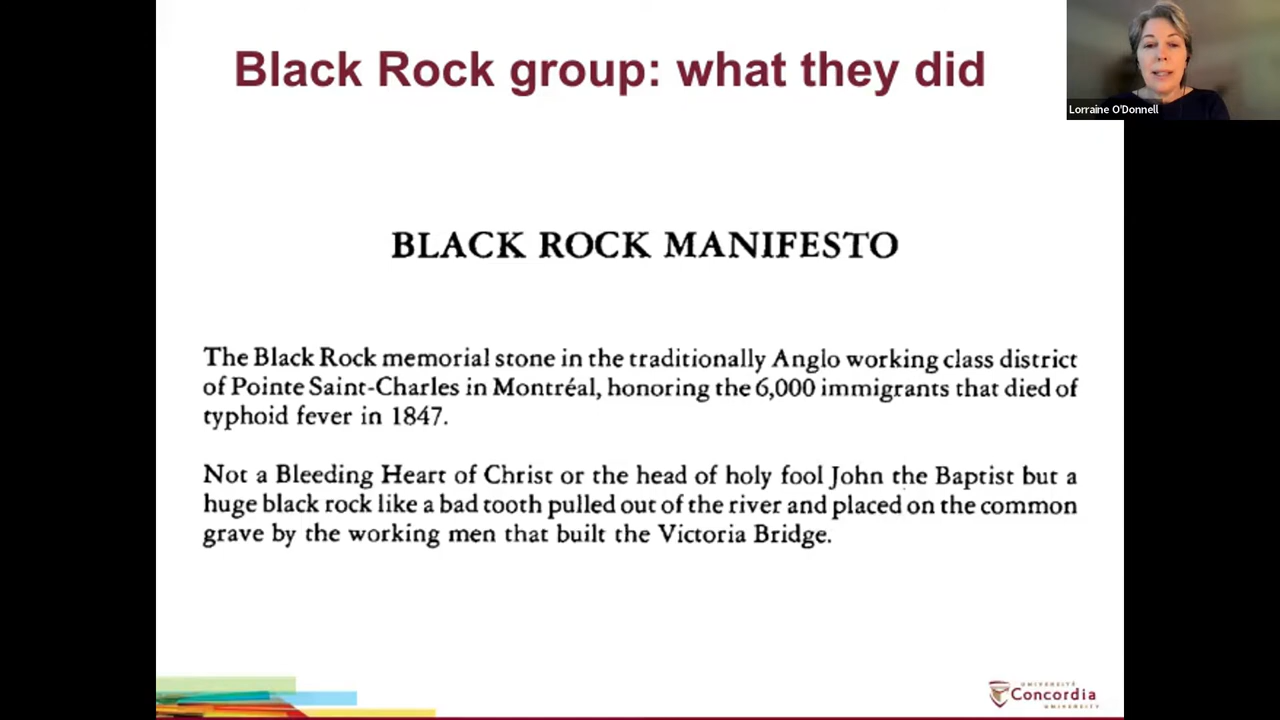 Black Rock group: what they did
Lorraine O'Donnell
BLACK ROCK MANIFESTO
The Black Rock memorial stone in the traditionally Anglo working class district
of Pointe Saint-Charles in Montréal, honoring the 6,000 immigrants that died of
typhoid fever in 1847.
Not a Bleeding Heart of Christ or the head of holy fool John the Baptist but a
huge black rock like a bad tooth pulled out of the river and placed on the common
grave by the working men that built the Victoria Bridge.
UNIVERSITÉ
Concordia
UNIVERSITY